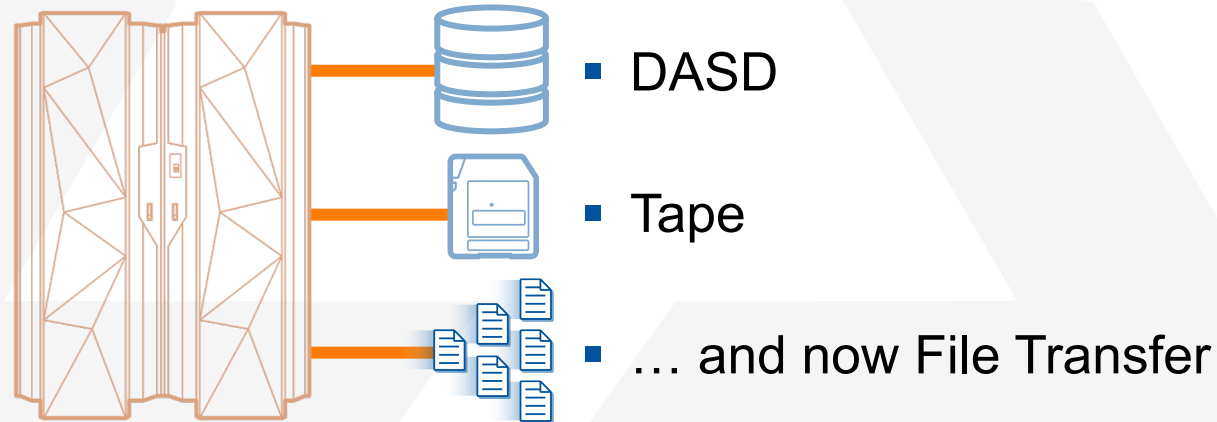 ▪ DASD
▪ Tape
▪ … and now File Transfer